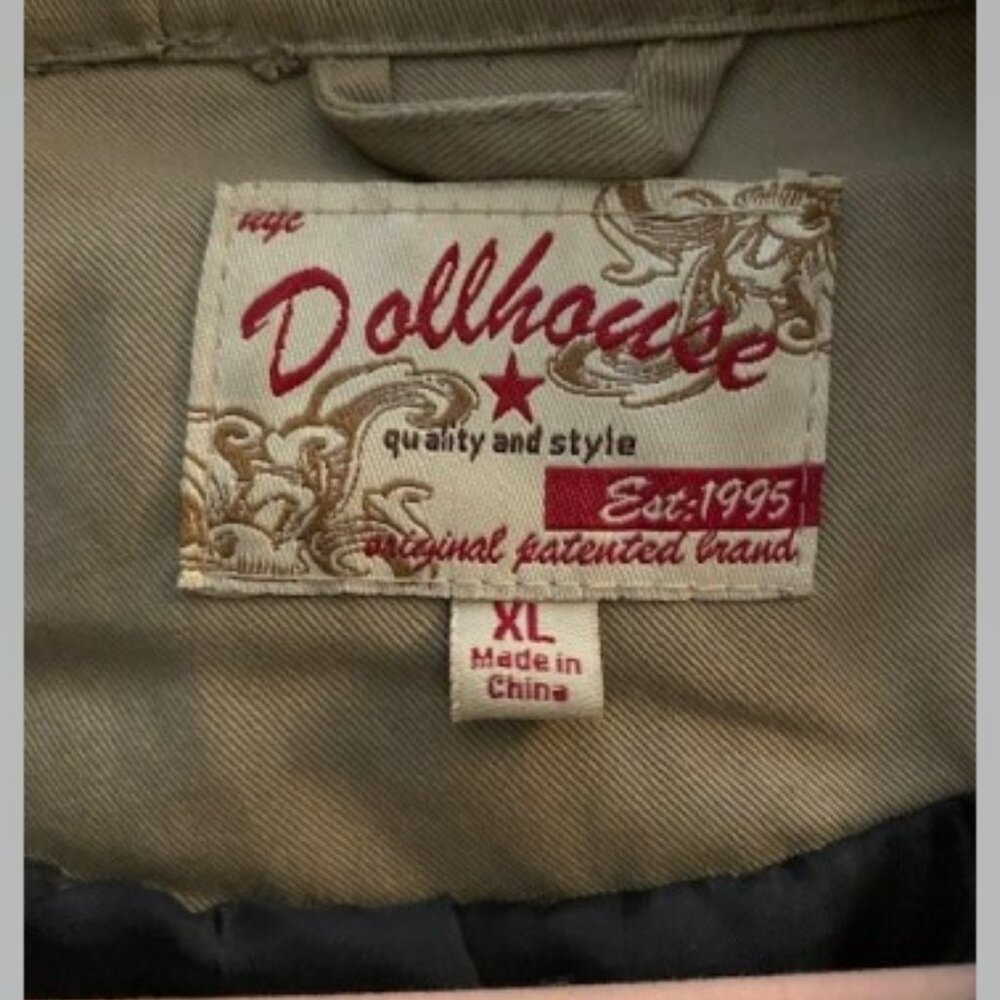 nyc
Dollhouse
quality and style
Est:1995
original patented brand
XL
Made in
China